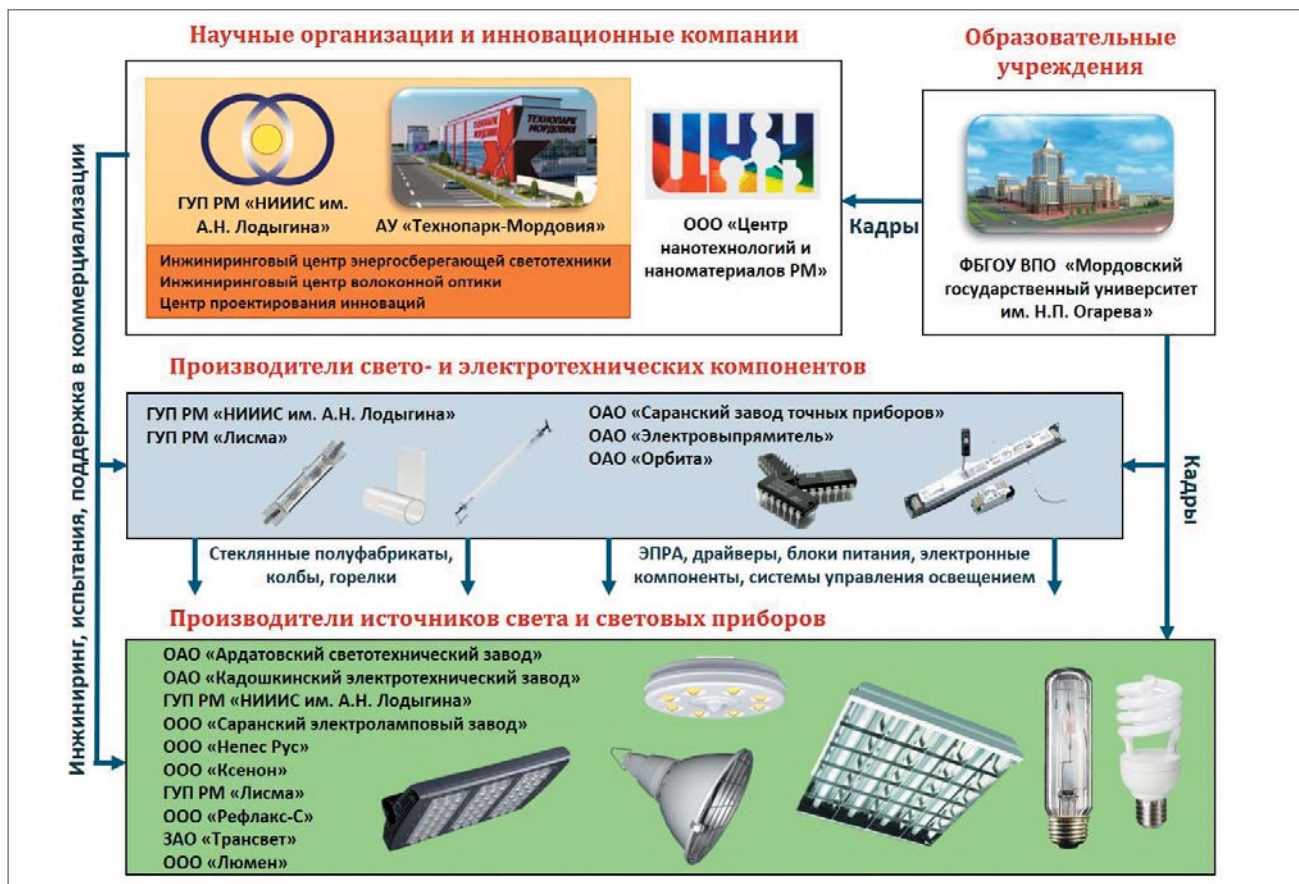 Научные организации и инновационные компании
Образовательные
учреждения
ТЕХНОПАРК
МОРДОВИЯ
ТЕХНОПАРК
МОРДОВИЯ
ЦНН
ГУП РМ «НИИИС им.
А.Н. Лодыгина»
АУ «Технопарк-Мордовия»
ООО «Центр
нанотехнологий и
наноматериалов РМ»
Инжиниринговый центр энергосберегающей светотехники
Инжиниринговый центр волоконной оптики
Центр проектирования инноваций
Кадры
ФБГОУ ВПО «Мордовский
государственный университет
им. Н.П. Огарева»
Инжиниринг, испытания, поддержка в коммерциализации
Производители свето- и электротехнических компонентов
ГУП РМ «НИИИС им. А.Н. Лодыгина»
ГУП РМ «Лисма»
ОАО «Саранский завод точных приборов»
ОАО «Электровыпрямитель»
ОАО «Орбита»
Кадры
Стеклянные полуфабрикаты,
колбы, горелки
ЭПРА, драйверы, блоки питания, электронные
компоненты, системы управления освещением
Производители источников света и световых приборов
ОАО «Ардатовский светотехнический завод»
ОАО «Кадошкинский электротехнический завод»
ГУП РМ «НИИИС им. А.Н. Лодыгина»
ООО «Саранский электроламповый завод»
ООО «Непес Рус»
ООО «Ксенон»
ГУП РМ «Лисма»
ООО «Рефлакс-С»
ЗАО «Трансвет»
ООО «Люмен»